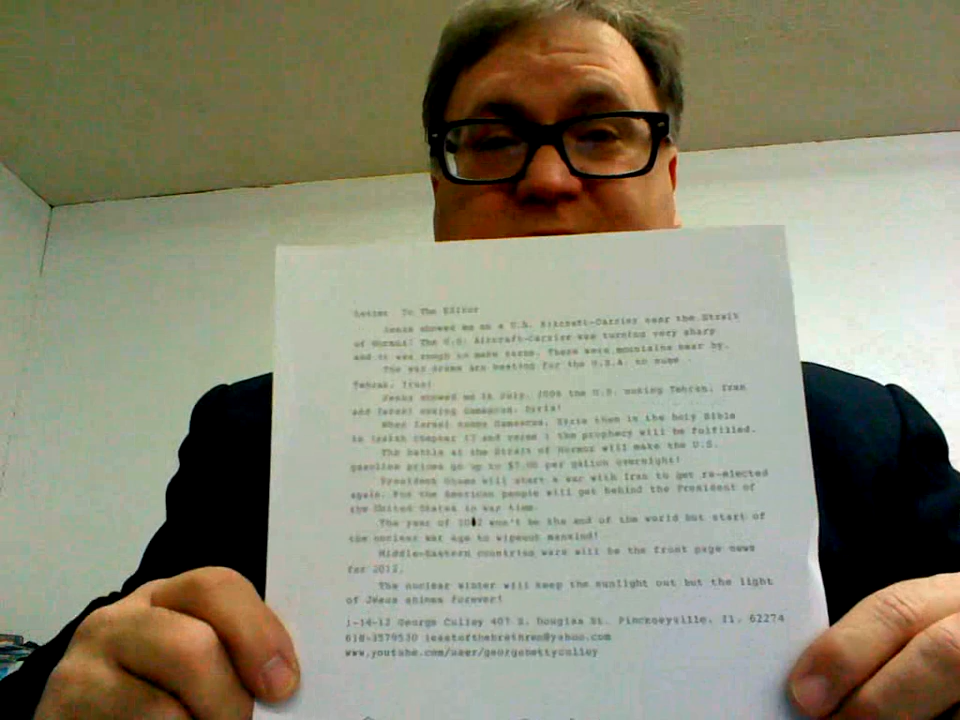 Letter To The Editor
Jesus showed me on a U.S. Aircraft-Carrier near the Strait
of Hormuz! The U.S. Aircraft-Carrier was turning very sharp
and it was rough to make turns. There were mountains near by.
The war drums are beating for the U.S.A. to nuke
Tehran, Iran!
Jesus showed me in July, 2006 the U.S. nuking Tehran, Iran
and Israel nuking Damascus, Syria!
When Israel nukes Damascus, Syria then in the holy Bible
in Isaiah chapter 17 and verse 1 the prophecy will be fulfilled.
The battle at the Strait of Hormuz will make the U.S.
gasoline prices go up to $7.00 per gallon overnight!
President Obama will start a war with Iran to get re-elected
again. For the American people will get behind the President of
the United States in war time.
The year of 2012 won't be the end of the world but start of
the nuclear war age to wipeout mankind!
Middle-Eastern countries wars will be the front page news
for 2012.
The nuclear winter will keep the sunlight out but the light
of Jesus shines forever!
1-14-12 George Culley 407 S. Douglas St. Pinckneyville, Il. 62274
618-3579530 leastofthebrethren@yahoo.com
www.youtube.com/user/georgebettyculley